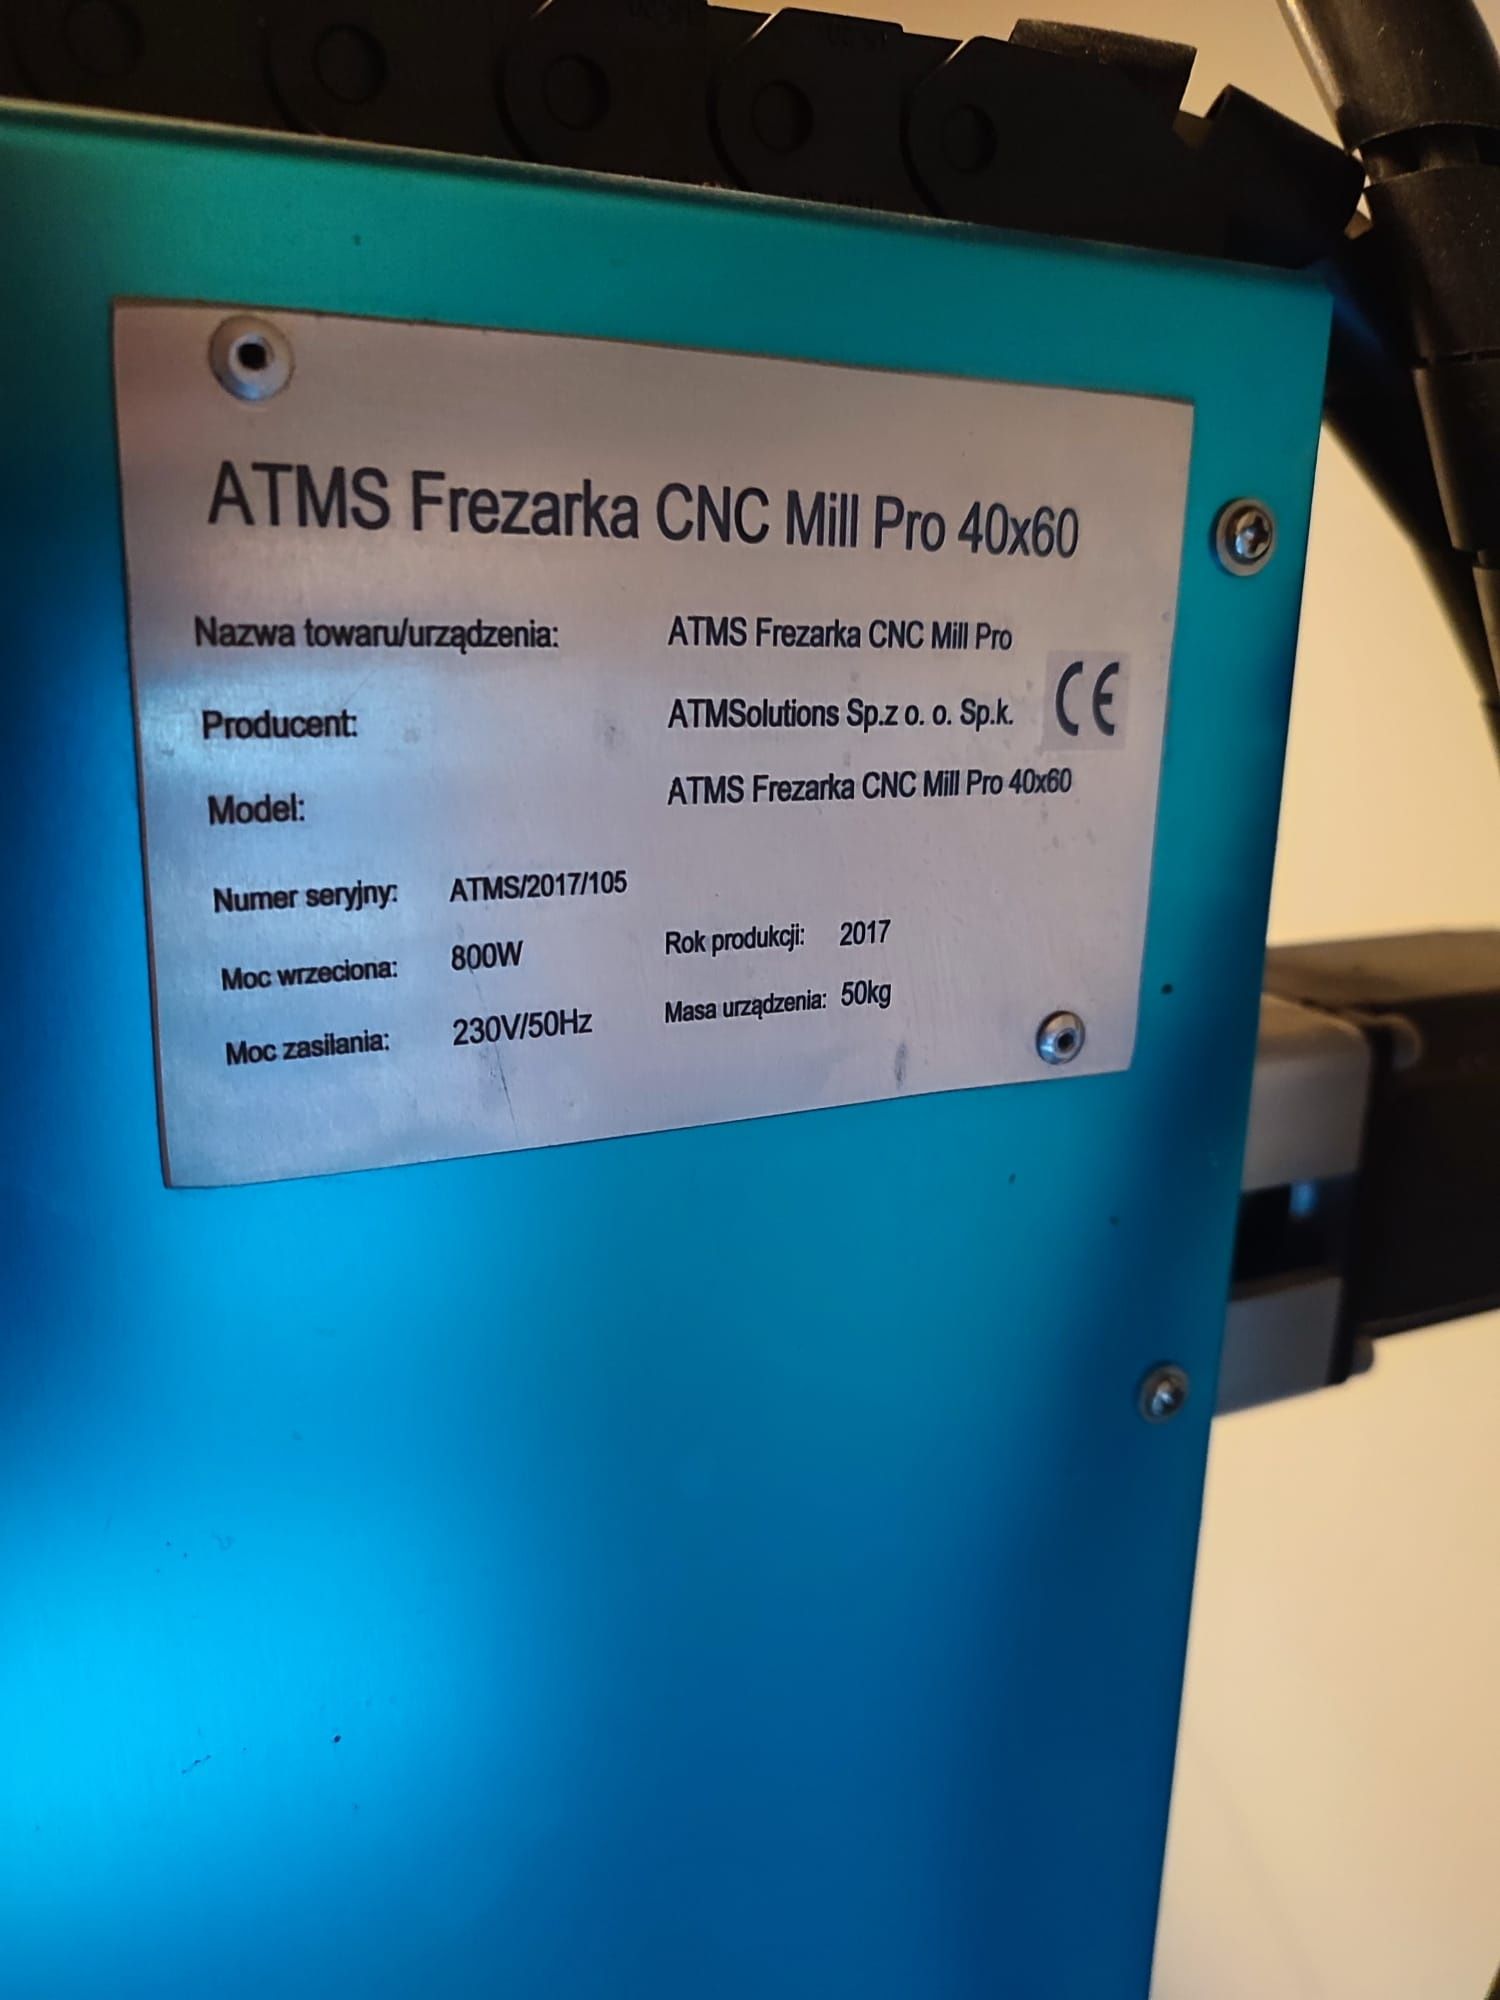 ATMS Frezarka CNC Mill Pro 40x60
Nazwa towaru/urządzenia: ATMS Frezarka CNC Mill Pro
Producent: ATMSolutions Sp.z o. o. Sp.k. CE
Model: ATMS Frezarka CNC Mill Pro 40x60
Numer seryjny: ATMS/2017/105
Moc wrzeciona: 800W Rok produkcji: 2017
Moc zasilania: 230V/50Hz Masa urządzenia: 50kg